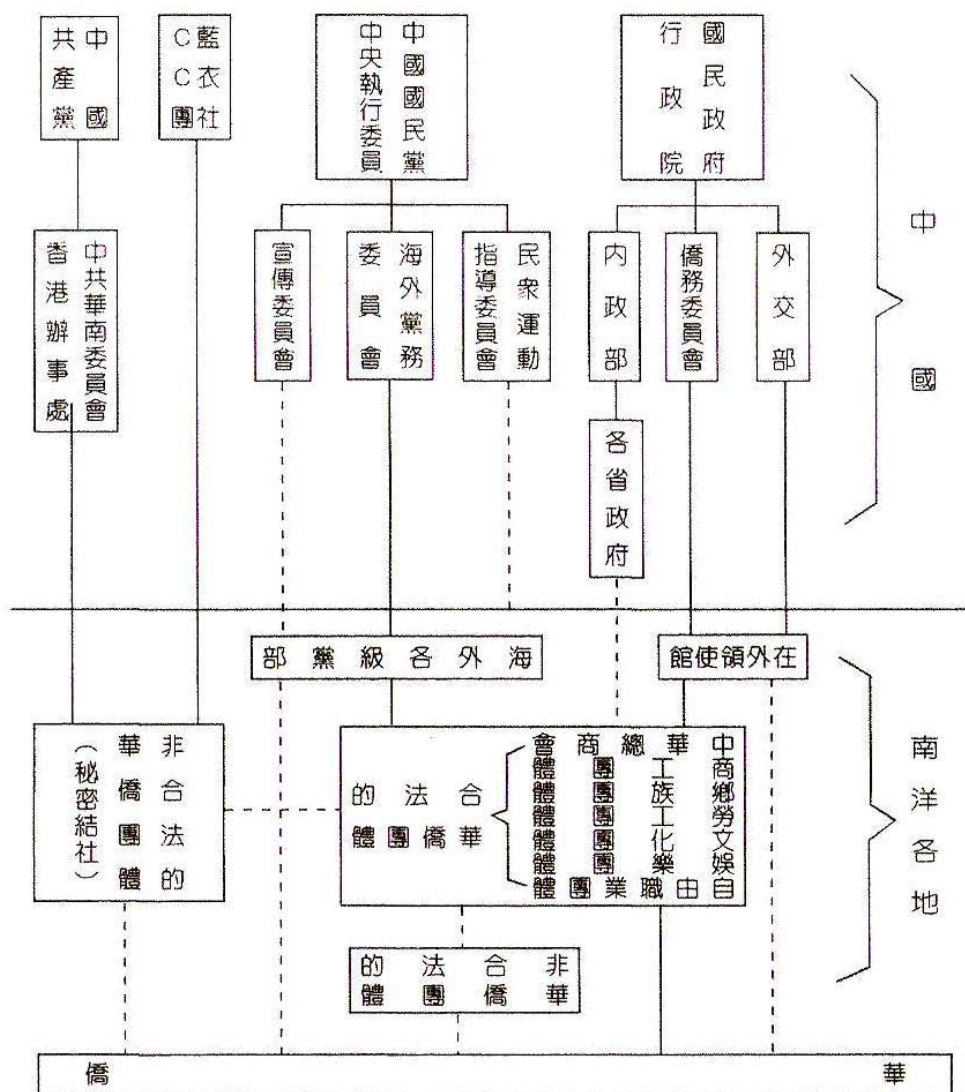 國民政府
行政院
中國國民黨
中央執行委員
藍衣社
CC團
中國
共產黨
中國
外交部
僑務委員會
内政部
民衆運動
指導委員會
海外黨務
委員會
宣傳委員會
中共華南委員會
香港辦事處
各省政府
在外領使館
海外各級黨部
南洋各地
中華總商會
商工團體
鄉族團體
勞工團體
文化團體
娛樂團體
自由職業團體
合法的
華僑團體
非合法的
華僑團體
(秘密結社)
非合法的
華僑團體
華僑